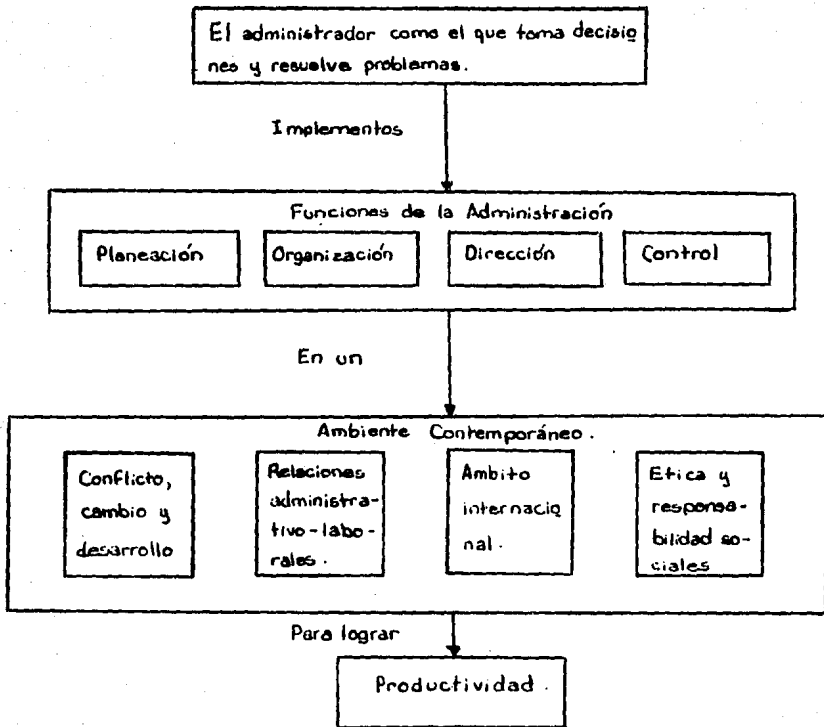 El administrador como el que toma decisio
nes y resuelve problemas.
Implementos
Funciones de la Administración
Planeación
Organización
Dirección
Control
En un
Ambiente Contemporáneo.
Conflicto,
cambio y
desarrollo
Relaciones
administra-
tivo-labo-
rales.
Ambito
internacio
nal.
Etica y
responsa-
bilidad so-
ciales
Para lograr
Productividad.